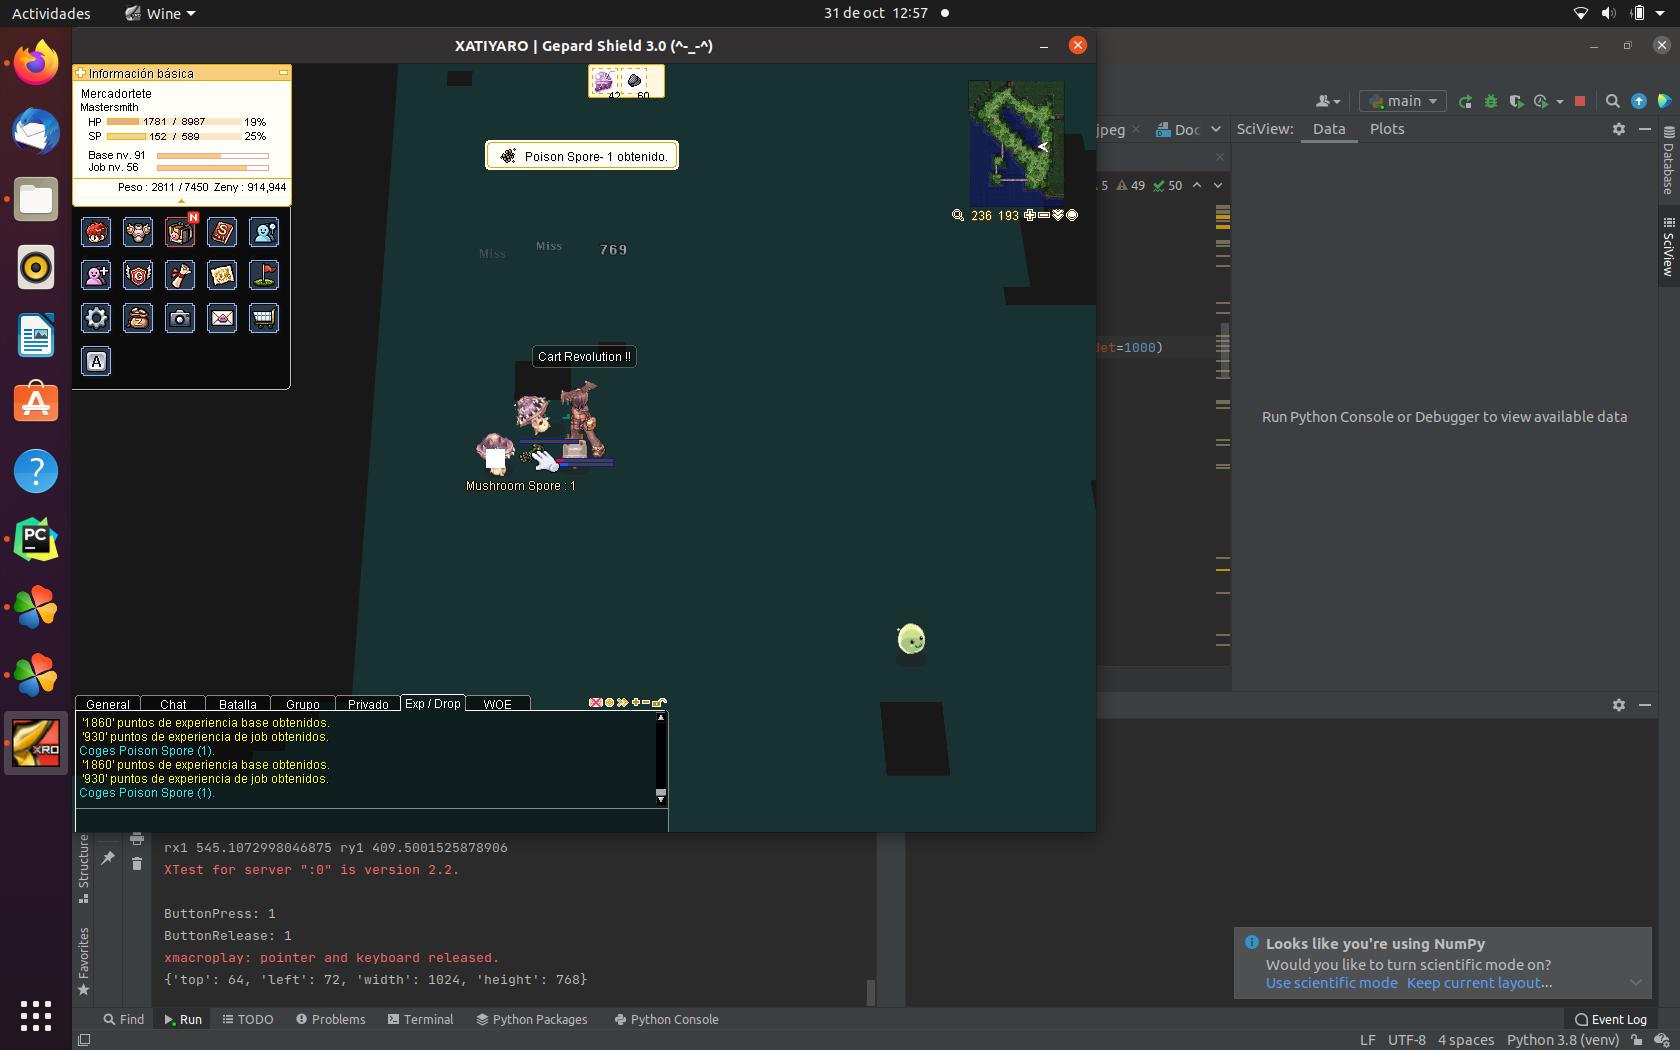 Actividades
Wine
31 de oct 12:57
XATIYARO | Gepard Shield 3.0 (^-_-^)
Información básica
Mercadortete
Mastersmith
HP 1781 / 8987 19%
SP 152 / 589 25%
Base nv. 91
Job nv. 56
Peso : 2811 / 7450 Zeny : 914,944
N
A
42 60
Poison Spore- 1 obtenido.
236 193
Miss
Miss
769
Cart Revolution !!
Mushroom Spore : 1
General Chat Batalla Grupo Privado Exp / Drop WOE
'1860' puntos de experiencia base obtenidos.
'930' puntos de experiencia de job obtenidos.
Coges Poison Spore (1).
'1860' puntos de experiencia base obtenidos.
'930' puntos de experiencia de job obtenidos.
Coges Poison Spore (1).
main
jpeg
Doc
SciView: Data Plots
5 49 50
det=1000)
Run Python Console or Debugger to view available data
Database
SciView
PC
XRO
Structure
Favorites
rx1 545.1072998046875 ry1 409.5001525878906
XTest for server ":0" is version 2.2.
ButtonPress: 1
ButtonRelease: 1
xmacroplay: pointer and keyboard released.
{'top': 64, 'left': 72, 'width': 1024, 'height': 768}
Looks like you're using NumPy
Would you like to turn scientific mode on?
Use scientific mode Keep current layout...
Find Run TODO Problems Terminal Python Packages Python Console
Event Log
LF UTF-8 4 spaces Python 3.8 (venv)